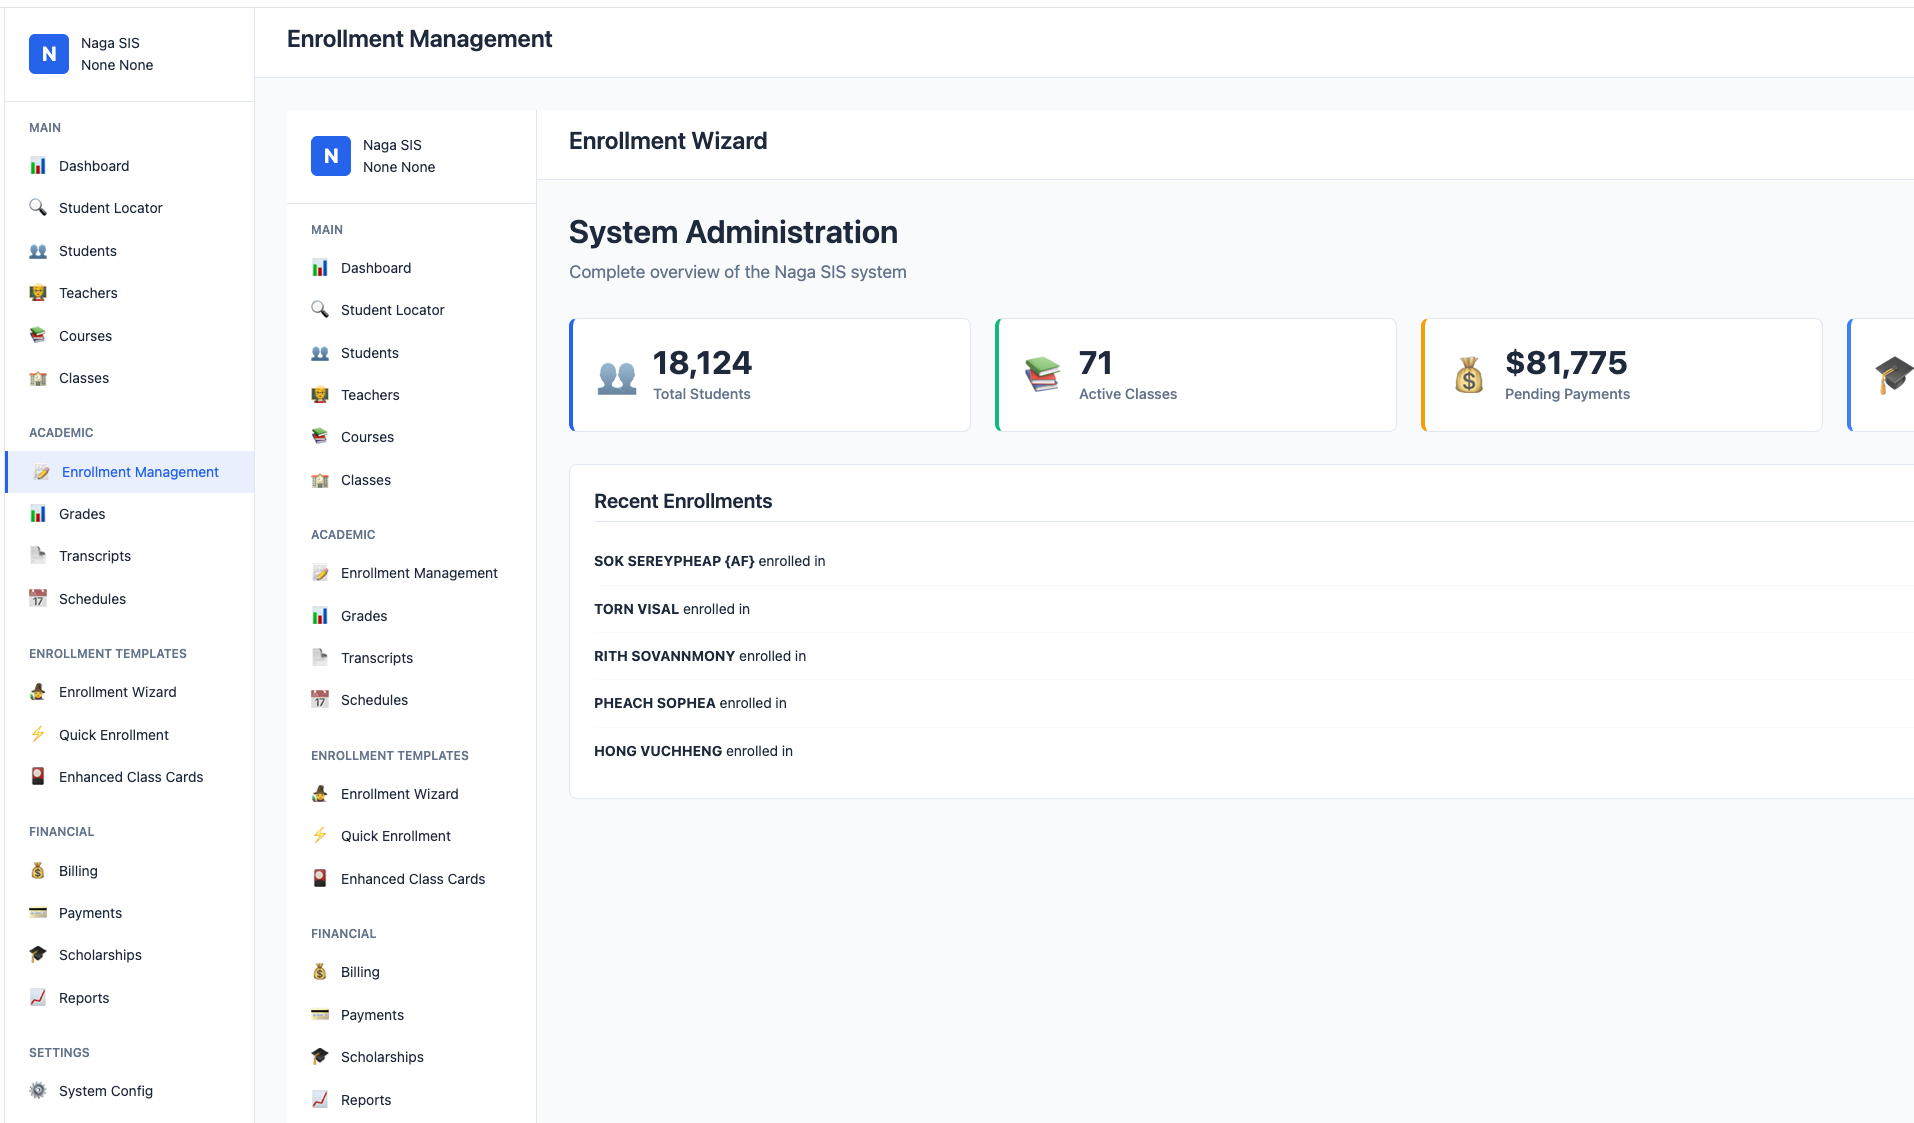 N
Naga SIS
None None
MAIN
Dashboard
Student Locator
Students
Teachers
Courses
Classes
ACADEMIC
Enrollment Management
Grades
Transcripts
17
Schedules
ENROLLMENT TEMPLATES
Enrollment Wizard
Quick Enrollment
Enhanced Class Cards
FINANCIAL
Billing
Payments
Scholarships
Reports
SETTINGS
System Config
Enrollment Management
N
Naga SIS
None None
MAIN
Dashboard
Student Locator
Students
Teachers
Courses
Classes
ACADEMIC
Enrollment Management
Grades
Transcripts
17
Schedules
ENROLLMENT TEMPLATES
Enrollment Wizard
Quick Enrollment
Enhanced Class Cards
FINANCIAL
Billing
Payments
Scholarships
Reports
Enrollment Wizard
System Administration
Complete overview of the Naga SIS system
18,124
Total Students
71
Active Classes
$81,775
Pending Payments
Recent Enrollments
SOK SEREYPHEAP {AF} enrolled in
TORN VISAL enrolled in
RITH SOVANNMONY enrolled in
PHEACH SOPHEA enrolled in
HONG VUCHHENG enrolled in